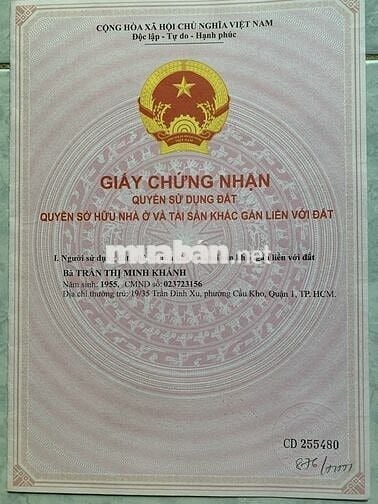 CỘNG HÒA XÃ HỘI CHỦ NGHĨA VIỆT NAM
Độc lập - Tự do - Hạnh phúc
GIẤY CHỨNG NHẬN
QUYỀN SỬ DỤNG ĐẤT
QUYỀN SỞ HỮU NHÀ Ở VÀ TÀI SẢN KHÁC GẮN LIỀN VỚI ĐẤT
I. Người sử dụng gắn liền với đất
muaban.net
Bà TRẦN THỊ MINH KHÁNH
Năm sinh: 1955, CMND số: 023723156
Địa chỉ thường trú: 19/35 Trần Đình Xu, phường Cầu Kho, Quận 1, TP. HCM.
CD 255480